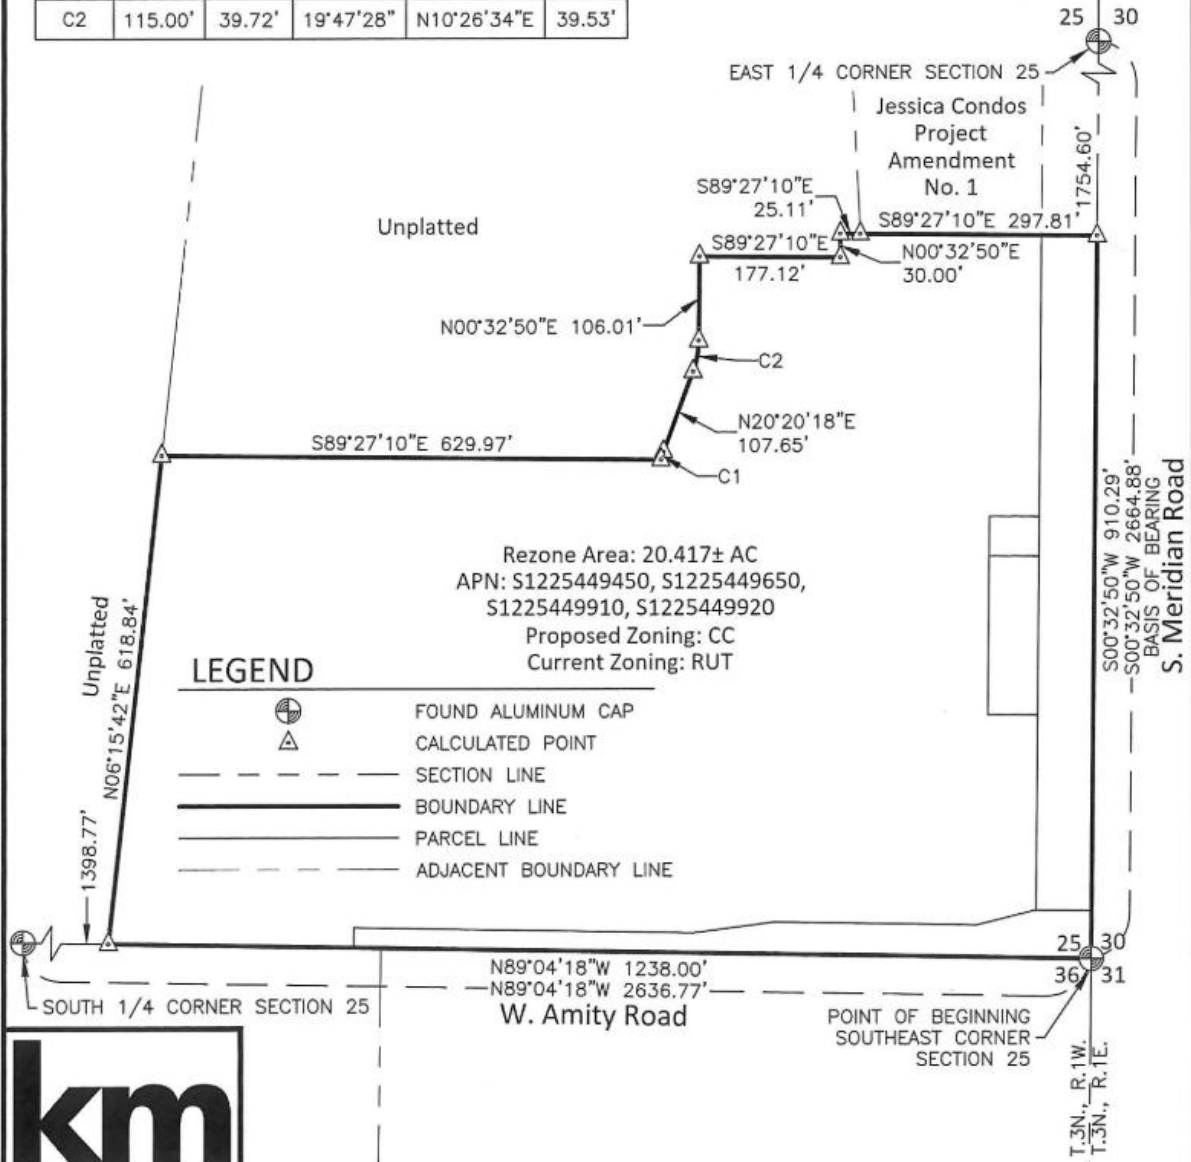 C2 115.00' 39.72' 19°47'28" N10°26'34"E 39.53'
25 30
EAST 1/4 CORNER SECTION 25
Jessica Condos
Project
Amendment
No. 1
1754.60'
S89°27'10"E
25.11'
S89°27'10"E 297.81'
Unplatted
S89°27'10"E
177.12'
N00°32'50"E
30.00'
N00°32'50"E 106.01'
C2
N20°20'18"E
107.65'
S89°27'10"E 629.97'
C1
S00°32'50"W 910.29'
S00°32'50"W 2664.88'
BASIS OF BEARING
S. Meridian Road
Rezone Area: 20.417± AC
APN: S1225449450, S1225449650,
S1225449910, S1225449920
Proposed Zoning: CC
Current Zoning: RUT
Unplatted
N06°15'42"E 618.84'
LEGEND
FOUND ALUMINUM CAP
CALCULATED POINT
SECTION LINE
BOUNDARY LINE
PARCEL LINE
ADJACENT BOUNDARY LINE
1398.77'
25 30
36 31
N89°04'18"W 1238.00'
N89°04'18"W 2636.77'
SOUTH 1/4 CORNER SECTION 25
W. Amity Road
POINT OF BEGINNING
SOUTHEAST CORNER
SECTION 25
T.3N., R.1W.
T.3N., R.1E.
km